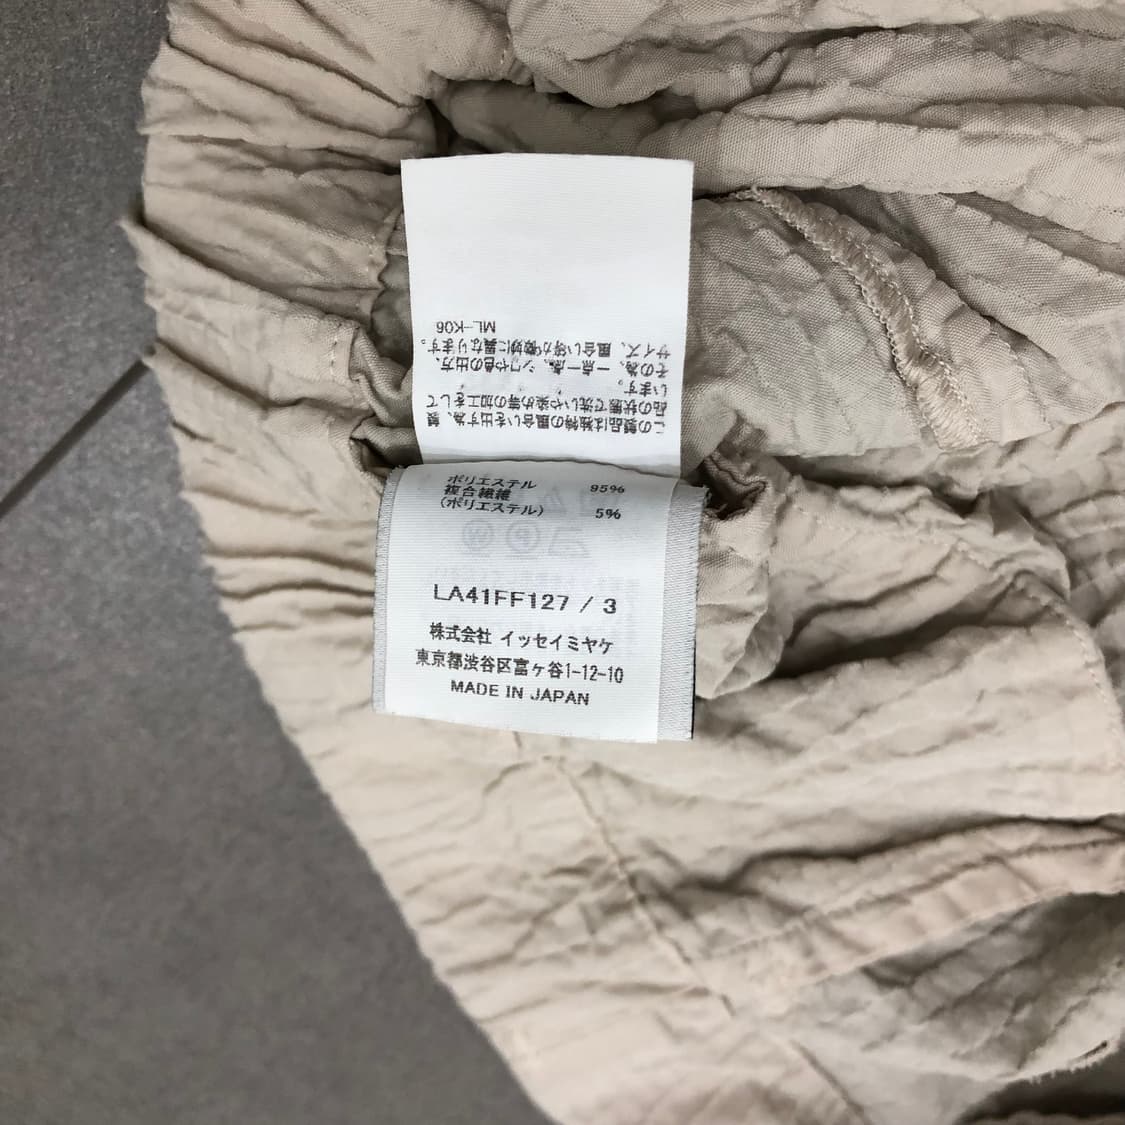 この製品は独特の風合いを出す為、製
品の状態で洗いや染め等の加工をして
います。
その為、一点一点、シワや色の出方、
サイズ、風合い等が微妙に異なります。
ML-K06
ポリエステル 95%
複合繊維
(ポリエステル) 5%
LA41FF127 / 3
株式会社 イッセイミヤケ
東京都渋谷区富ヶ谷1-12-10
MADE IN JAPAN